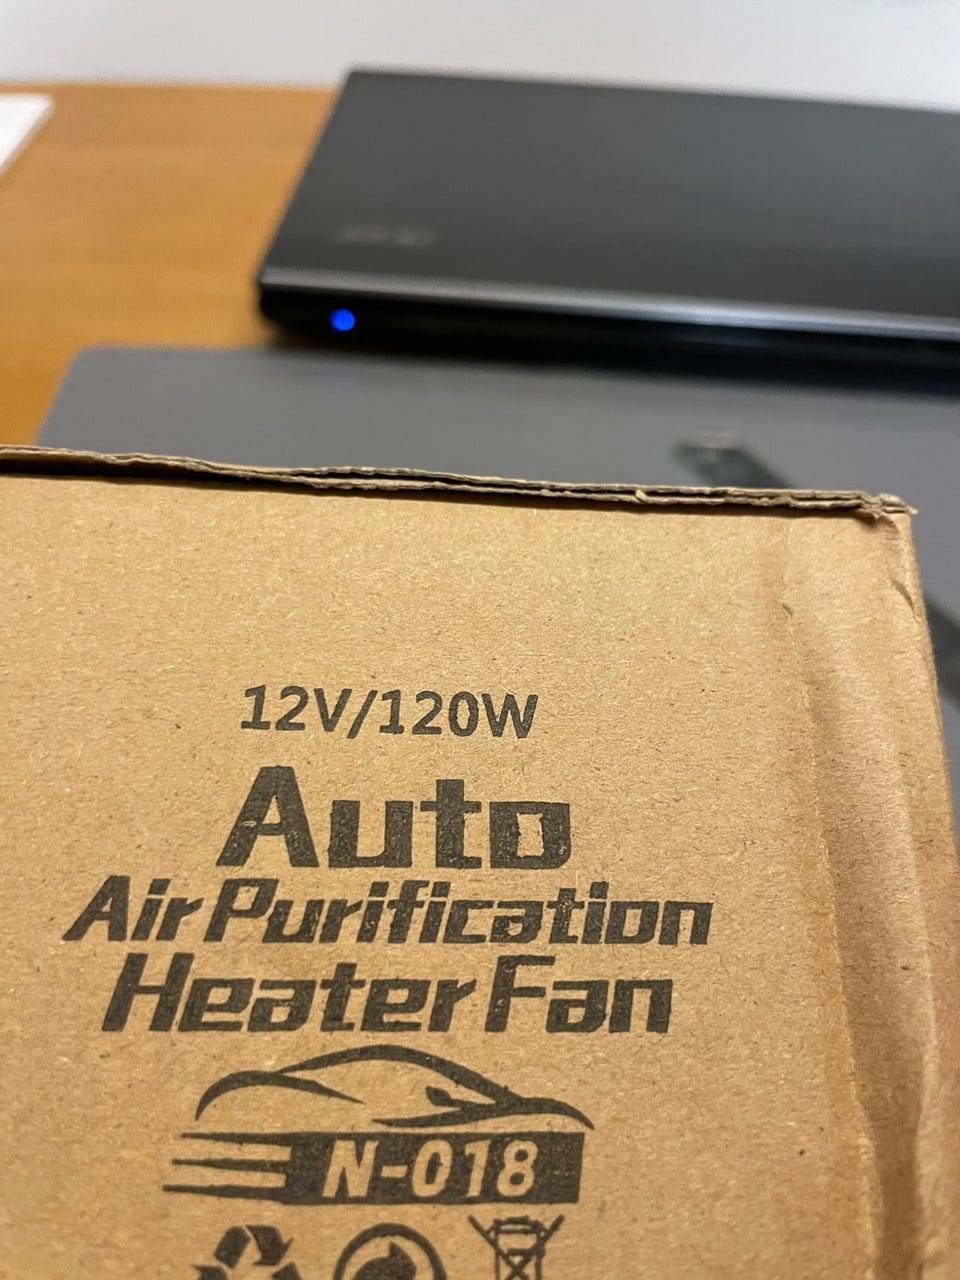 12V/120W
Auto
Air Purification
Heater Fan
N-018